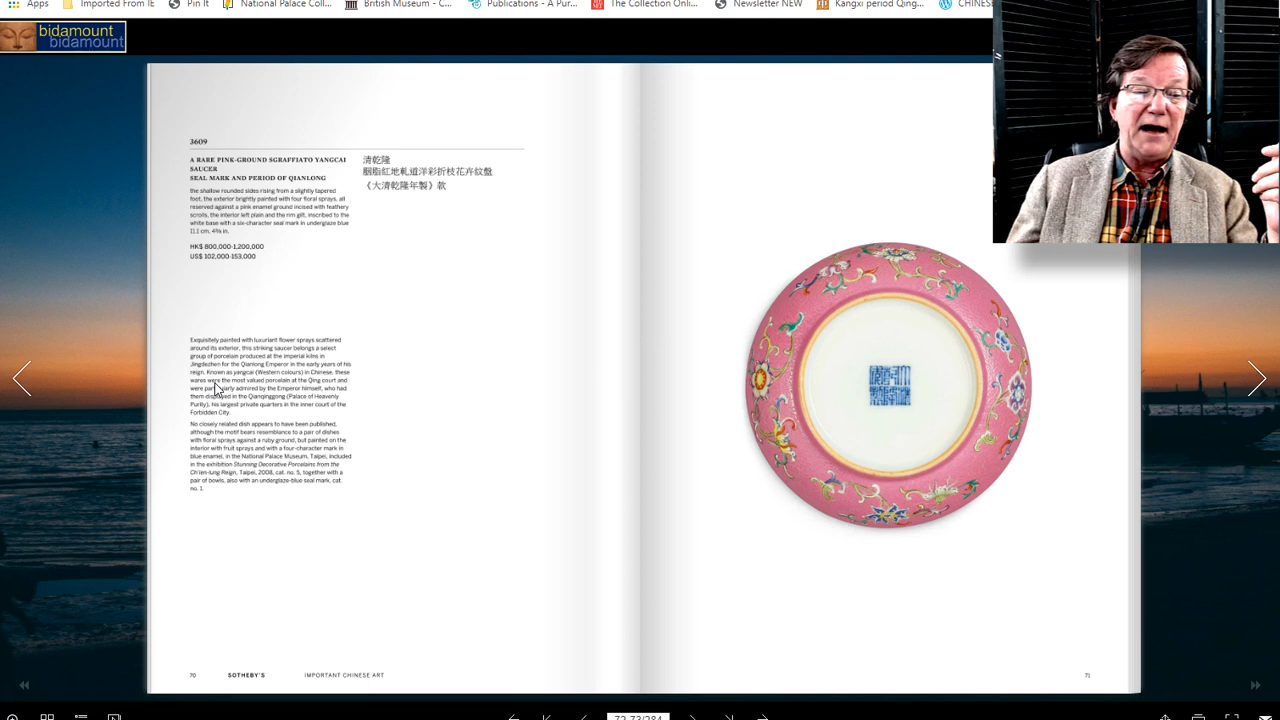 Apps
Imported From IE
Pin It
National Palace Coll...
British Museum - C...
Publications - A Pur...
The Collection Onli...
Newsletter NEW
Kangxi period Qing...
CHINES
bidamount
bidamount
3609
A RARE PINK-GROUND SGRAFFIATO YANGCAI
SAUCER
SEAL MARK AND PERIOD OF QIANLONG
the shallow rounded sides rising from a slightly tapered
foot, the exterior brightly painted with four floral sprays, all
reserved against a pink enamel ground incised with feathery
scrolls, the interior left plain and the rim gilt, inscribed to the
white base with a six-character seal mark in underglaze blue
11.1 cm, 4⅜ in.
HK$ 800,000-1,200,000
US$ 102,000-153,000
清乾隆
胭脂紅地軋道洋彩折枝花卉紋盤
《大清乾隆年製》款
Exquisitely painted with luxuriant flower sprays scattered
around its exterior, this striking saucer belongs a select
group of porcelain produced at the imperial kilns in
Jingdezhen for the Qianlong Emperor in the early years of his
reign. Known as yangcai (Western colours) in Chinese, these
wares were the most valued porcelain at the Qing court and
were particularly admired by the Emperor himself, who had
them displayed in the Qianqinggong (Palace of Heavenly
Purity), his largest private quarters in the inner court of the
Forbidden City.
No closely related dish appears to have been published,
although the motif bears resemblance to a pair of dishes
with floral sprays against a ruby ground, but painted on the
interior with fruit sprays and with a four-character mark in
blue enamel, in the National Palace Museum, Taipei, included
in the exhibition Stunning Decorative Porcelains from the
Ch'ien-lung Reign, Taipei, 2008, cat. no. 5, together with a
pair of bowls, also with an underglaze-blue seal mark, cat.
no. 1.
70 SOTHEBY'S IMPORTANT CHINESE ART
71
72-73/284